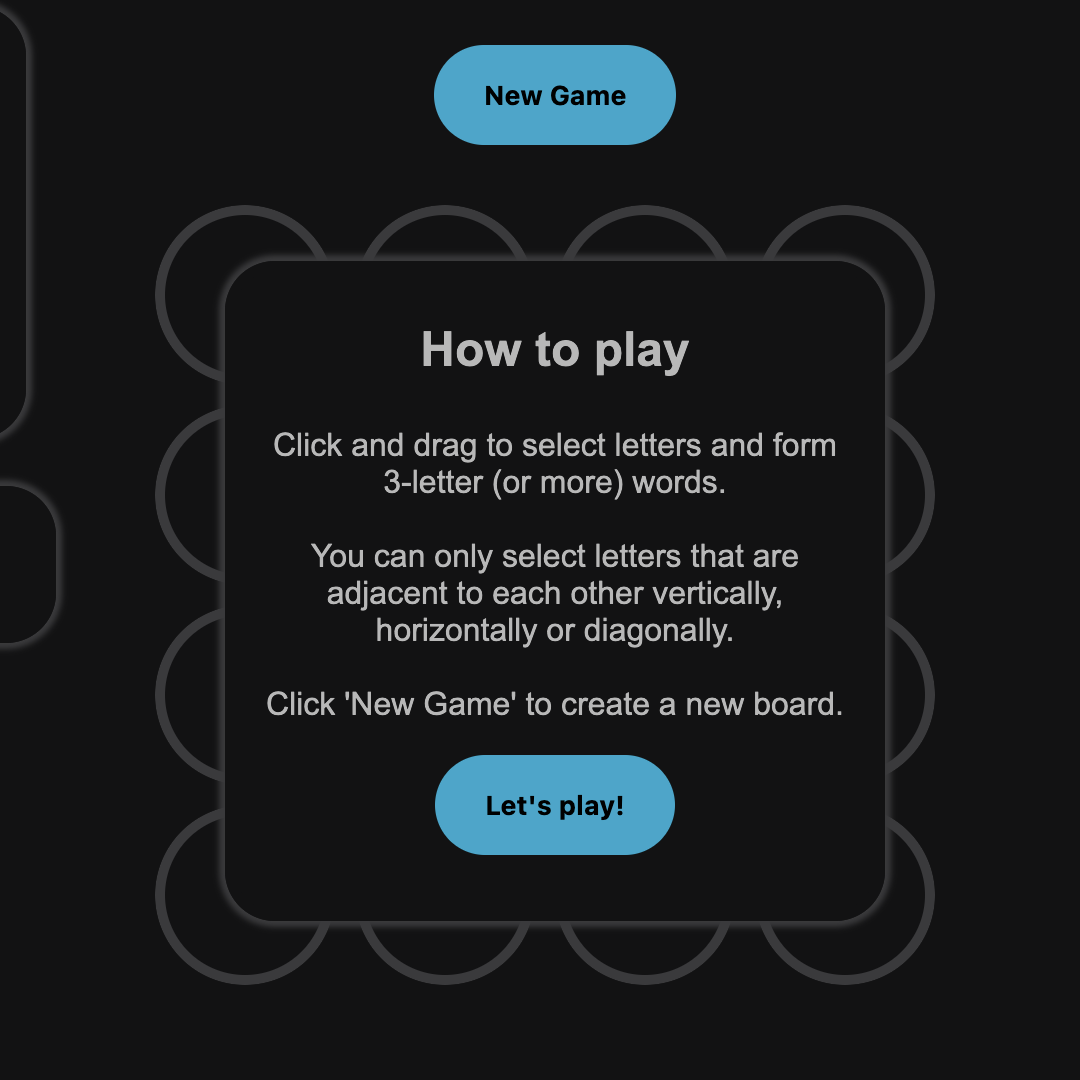 New Game
How to play
Click and drag to select letters and form
3-letter (or more) words.
You can only select letters that are
adjacent to each other vertically,
horizontally or diagonally.
Click 'New Game' to create a new board.
Let's play!